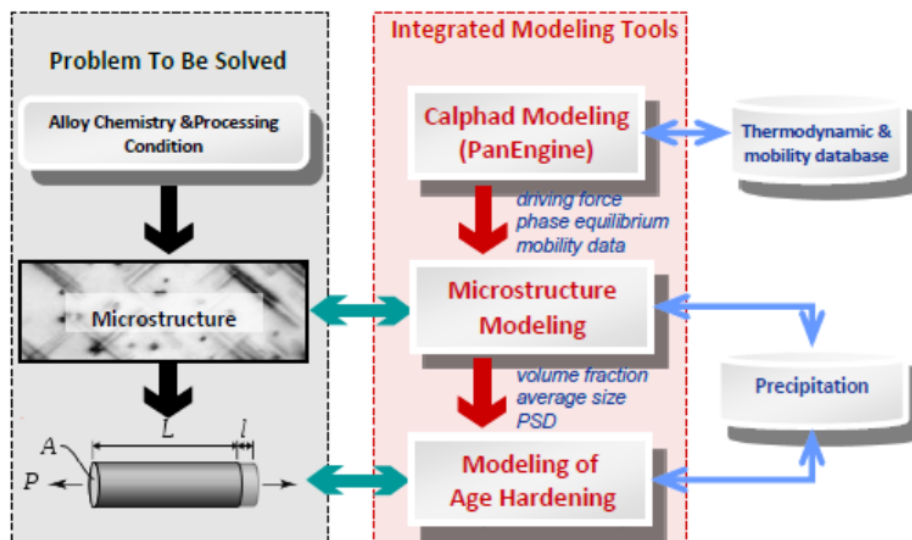 Problem To Be Solved
Alloy Chemistry &Processing
Condition
Microstructure
A
L
l
P
Integrated Modeling Tools
Calphad Modeling
(PanEngine)
driving force
phase equilibrium
mobility data
Microstructure
Modeling
volume fraction
average size
PSD
Modeling of
Age Hardening
Thermodynamic &
mobility database
Precipitation